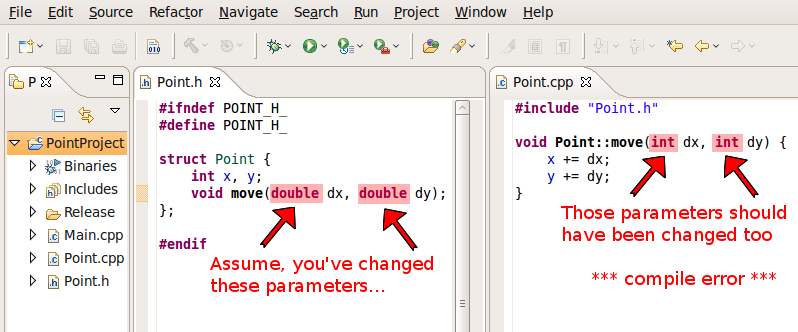 File Edit Source Refactor Navigate Search Run Project Window Help
010
P
Point.h
Point.cpp
PointProject
Binaries
Includes
Release
Main.cpp
Point.cpp
Point.h
#ifndef POINT_H_
#define POINT_H_
struct Point {
int x, y;
void move(double dx, double dy);
};
#endif
Assume, you've changed
these parameters...
#include "Point.h"
void Point::move(int dx, int dy) {
x += dx;
y += dy;
}
Those parameters should
have been changed too
*** compile error ***